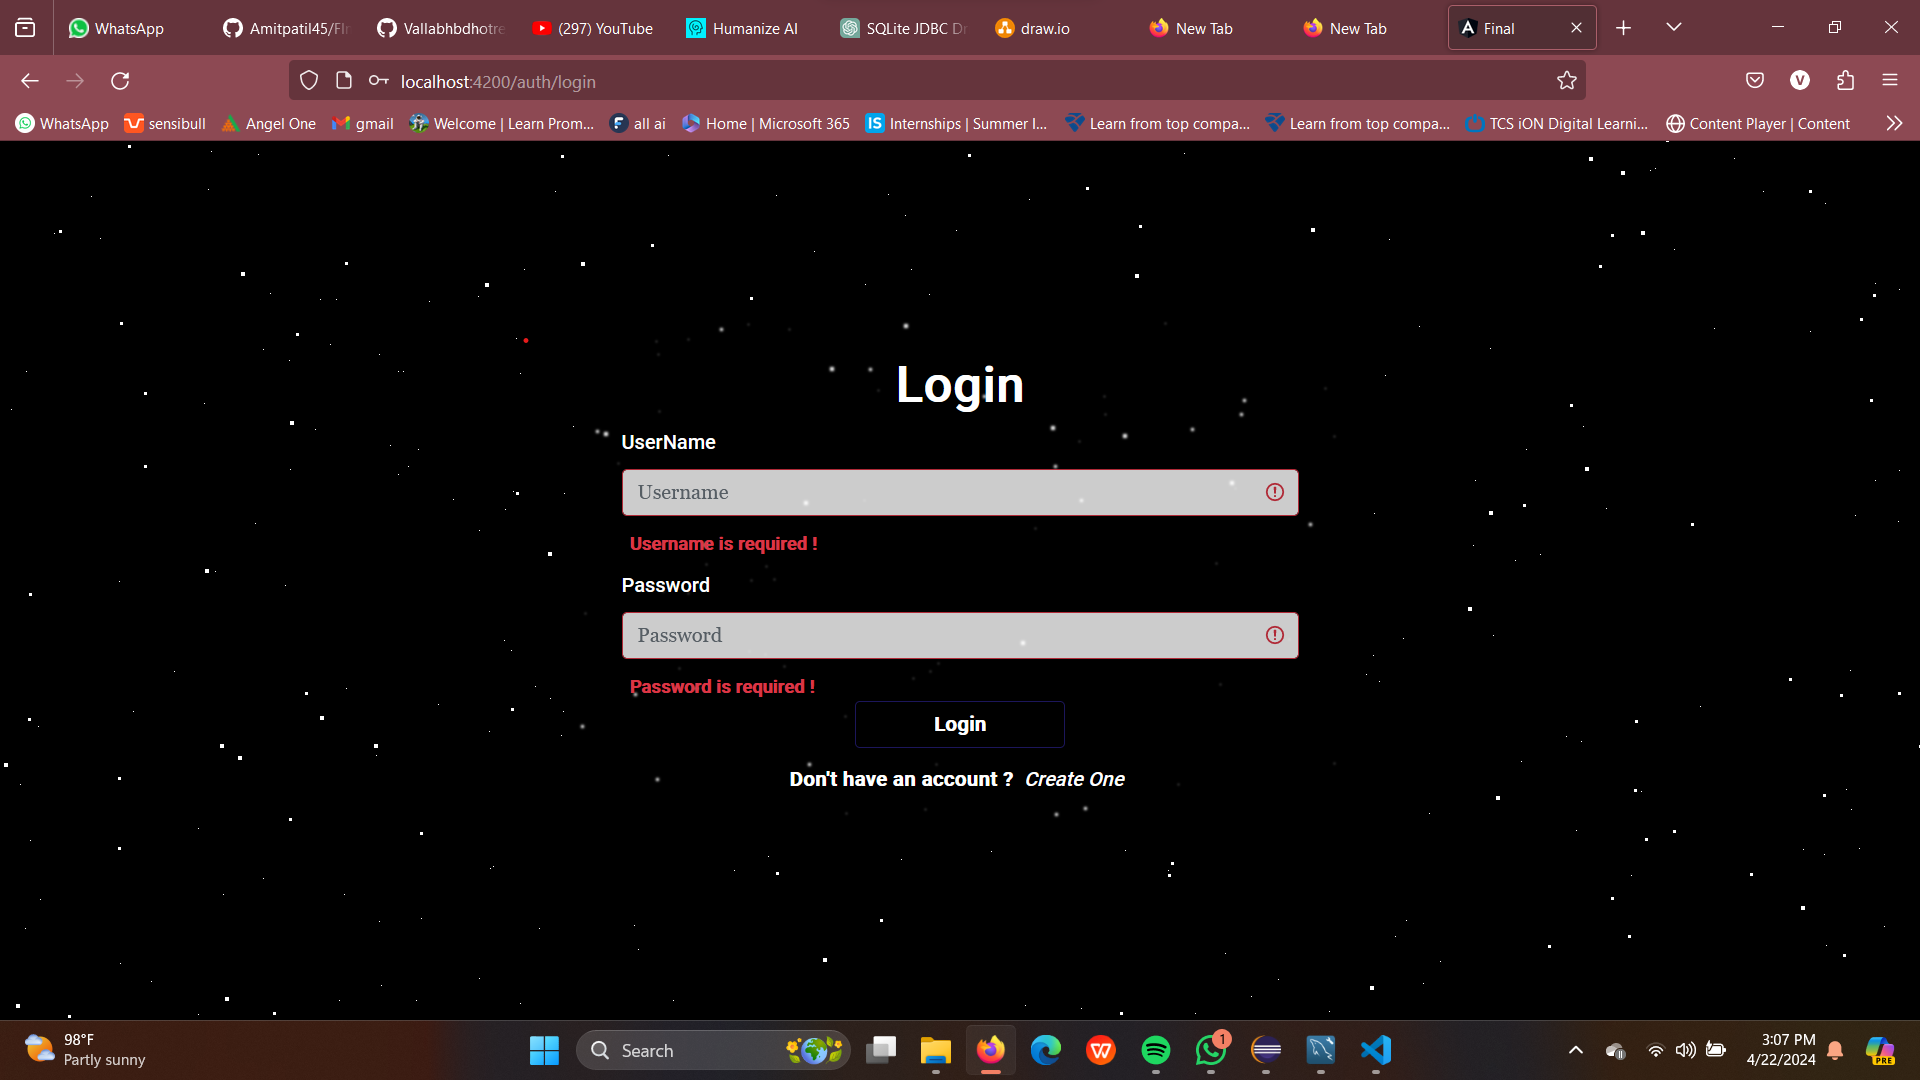 WhatsApp
Amitpatil45/
Vallabhbdhotre
(297) YouTube
Humanize AI
SQLite JDBC
draw.io
New Tab
New Tab
Final
localhost:4200/auth/login
WhatsApp
sensibull
Angel One
gmail
Welcome | Learn Prom...
all ai
Home | Microsoft 365
Internships | Summer I...
Learn from top compa...
Learn from top compa...
TCS iON Digital Learni...
Content Player | Content
Login
UserName
Username
Username is required !
Password
Password
Password is required !
Login
Don't have an account ? Create One
98°F
Partly sunny
Search
1
3:07 PM
4/22/2024
PRE